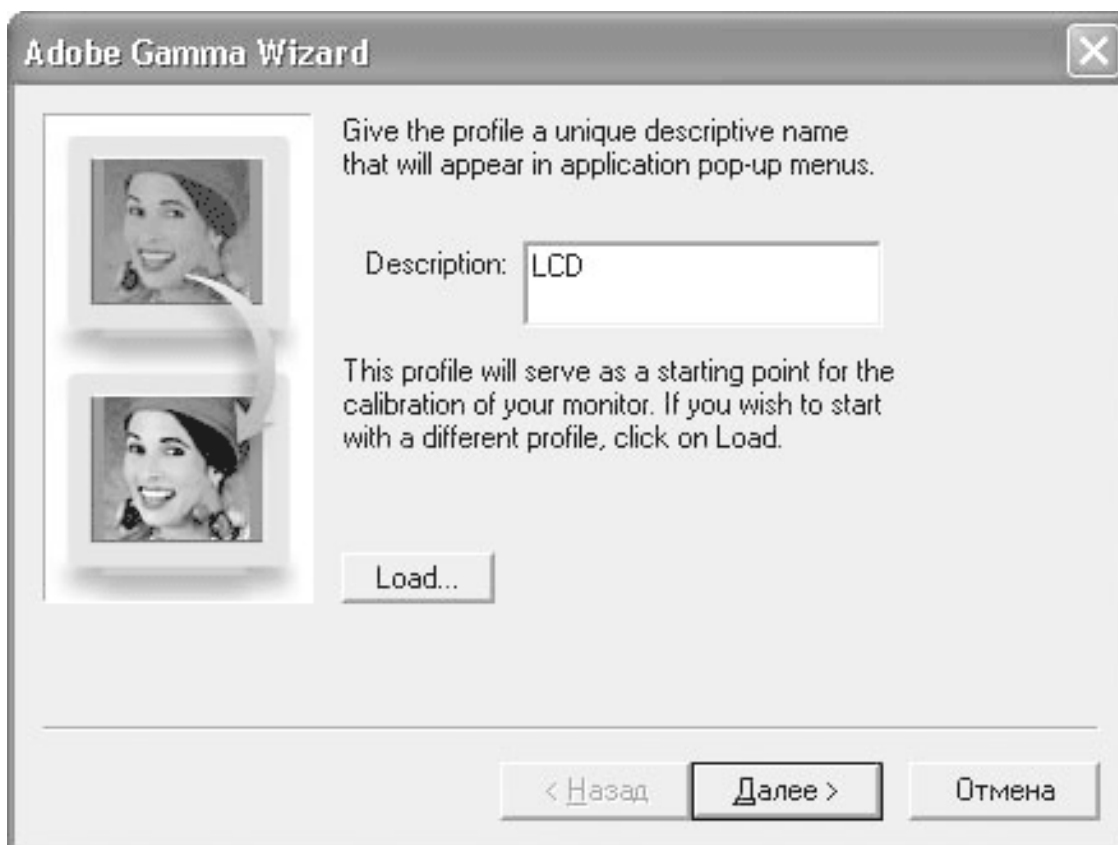 Adobe Gamma Wizard
Give the profile a unique descriptive name
that will appear in application pop-up menus.
Description: LCD
This profile will serve as a starting point for the
calibration of your monitor. If you wish to start
with a different profile, click on Load.
Load...
< Назад Далее > Отмена